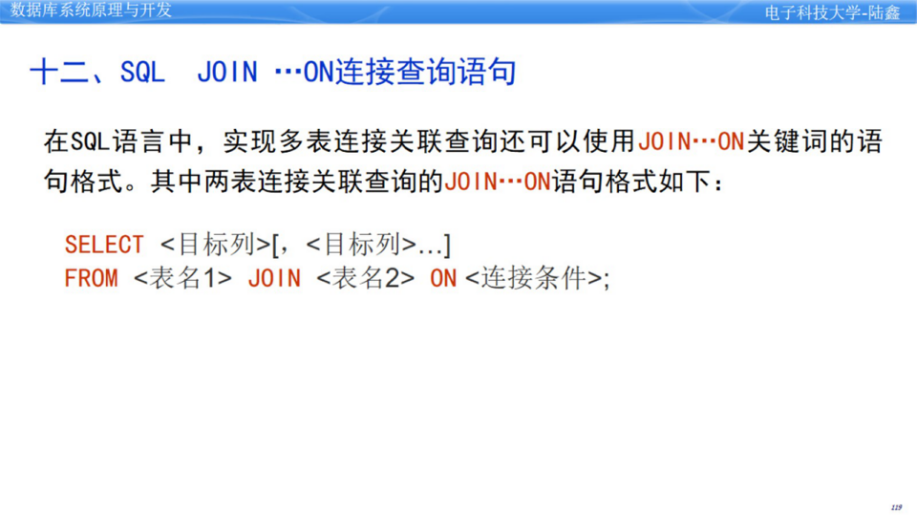 数据库系统原理与开发
电子科技大学-陆鑫
十二、SQL JOIN …ON连接查询语句
在SQL语言中，实现多表连接关联查询还可以使用JOIN…ON关键词的语
句格式。其中两表连接关联查询的JOIN…ON语句格式如下：
SELECT <目标列>[，<目标列>…]
FROM <表名1> JOIN <表名2> ON <连接条件>;
119